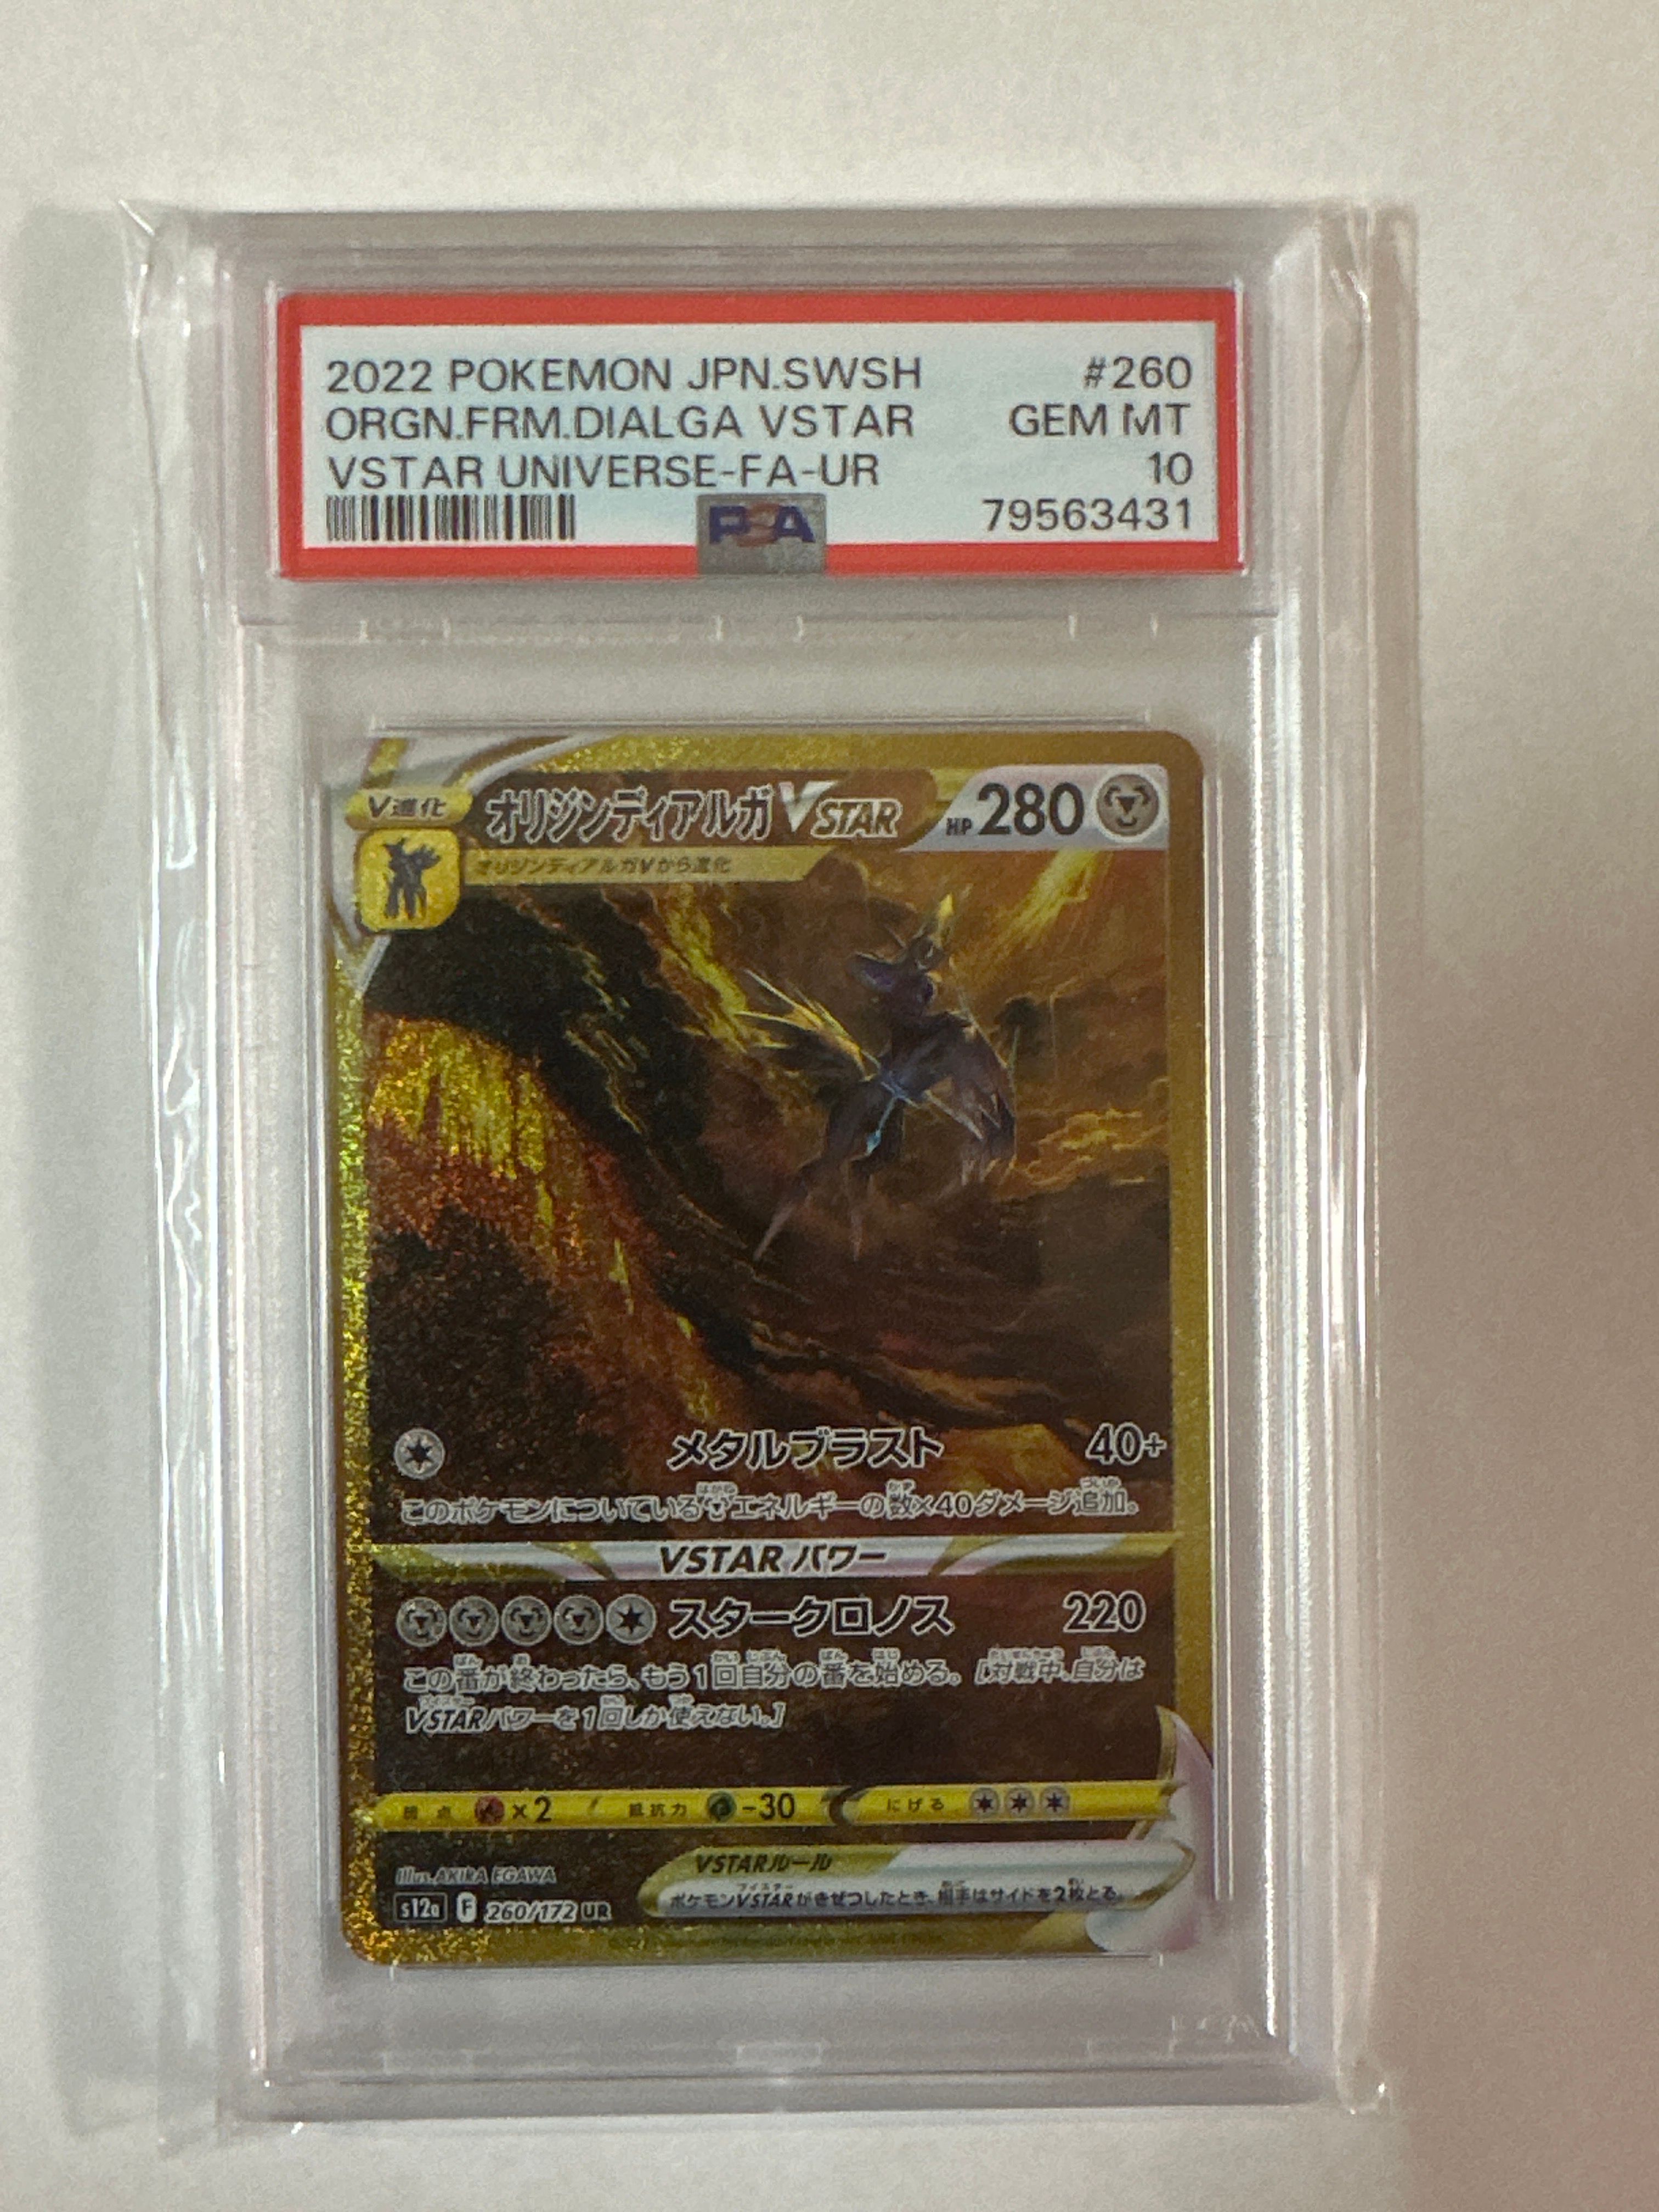 2022 POKEMON JPN.SWSH #260
ORGN.FRM.DIALGA VSTAR GEM MT
VSTAR UNIVERSE-FA-UR 10
PSA 79563431
V進化 オリジンディアルガVSTAR HP 280
オリジンディアルガVから進化
メタルブラスト 40+
このポケモンについているエネルギーの数×40ダメージ追加。
VSTARパワー
スタークロノス 220
この番が終わったら、もう1回自分の番を始める。[対戦中、自分は
VSTARパワーを1回しか使えない。]
弱点 ×2 抵抗力 -30 にげる
Illus.AKIRA EGAWA
VSTARルール
ポケモンVSTARがきぜつしたとき、相手はサイドを2枚とる。
s12a F 260/172 UR